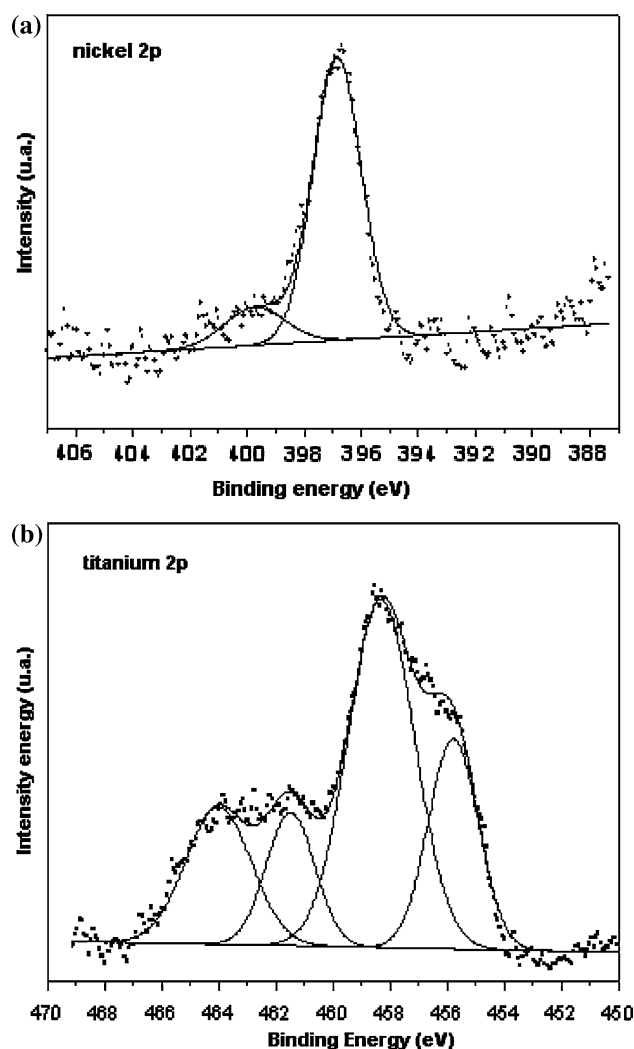 (a)
nickel 2p
Intensity (u.a.)
406 404 402 400 398 396 394 392 390 388
Binding energy (eV)
(b)
titanium 2p
Intensity energy (u.a.)
470 468 466 464 462 460 458 456 454 452 450
Binding Energy (eV)